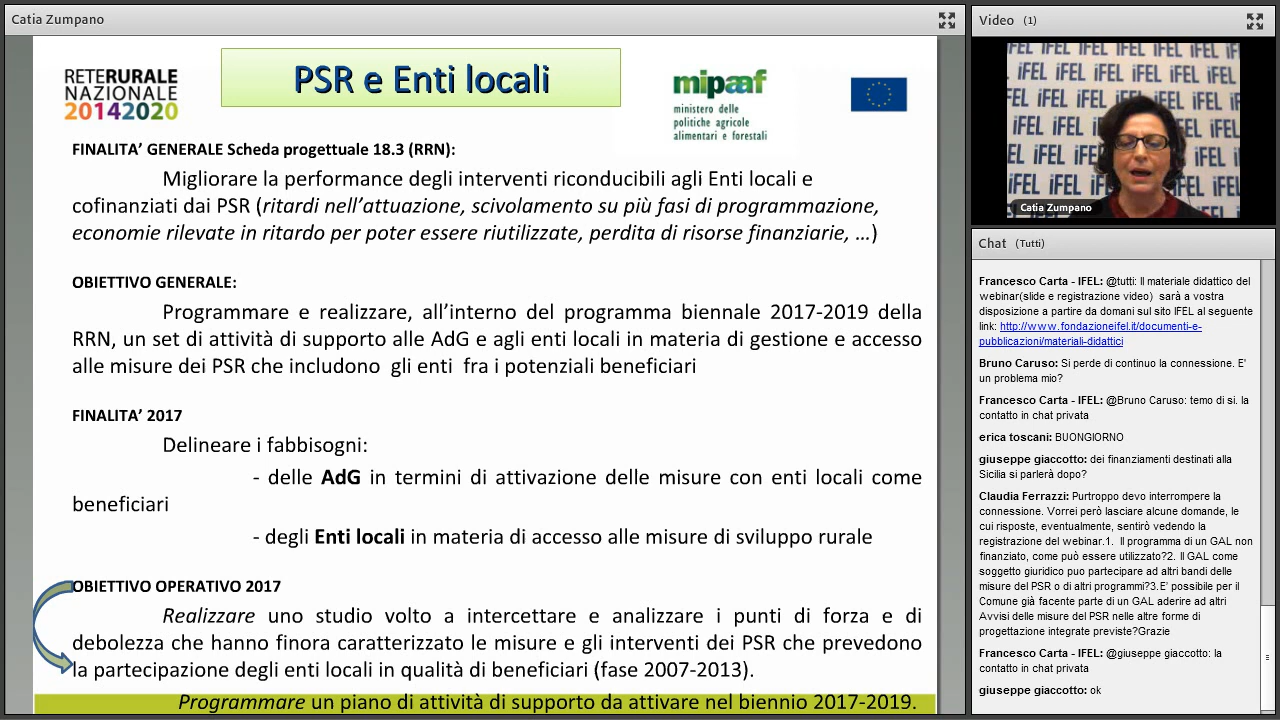 Catia Zumpano
RETERURALE
NAZIONALE
20142020
PSR e Enti locali
mipaaf
ministero delle
politiche agricole
alimentari e forestali
FINALITA' GENERALE Scheda progettuale 18.3 (RRN):
Migliorare la performance degli interventi riconducibili agli Enti locali e
cofinanziati dai PSR (ritardi nell'attuazione, scivolamento su più fasi di programmazione,
economie rilevate in ritardo per poter essere riutilizzate, perdita di risorse finanziarie, ...)
OBIETTIVO GENERALE:
Programmare e realizzare, all'interno del programma biennale 2017-2019 della
RRN, un set di attività di supporto alle AdG e agli enti locali in materia di gestione e accesso
alle misure dei PSR che includono gli enti fra i potenziali beneficiari
FINALITA' 2017
Delineare i fabbisogni:
- delle AdG in termini di attivazione delle misure con enti locali come
beneficiari
- degli Enti locali in materia di accesso alle misure di sviluppo rurale
OBIETTIVO OPERATIVO 2017
Realizzare uno studio volto a intercettare e analizzare i punti di forza e di
debolezza che hanno finora caratterizzato le misure e gli interventi dei PSR che prevedono
la partecipazione degli enti locali in qualità di beneficiari (fase 2007-2013).
Programmare un piano di attività di supporto da attivare nel biennio 2017-2019.
Video (1)
iFEL iFEL iFEL
Catia Zumpano
Chat (Tutti)
Francesco Carta - IFEL: @tutti: Il materiale didattico del
webinar(slide e registrazione video) sarà a vostra
disposizione a partire da domani sul sito IFEL al seguente
link: http://www.fondazioneifel.it/documenti-e-
pubblicazioni/materiali-didattici
Bruno Caruso: Si perde di continuo la connessione. E'
un problema mio?
Francesco Carta - IFEL: @Bruno Caruso: temo di si. la
contatto in chat privata
erica toscani: BUONGIORNO
giuseppe giaccotto: dei finanziamenti destinati alla
Sicilia si parlerà dopo?
Claudia Ferrazzi: Purtroppo devo interrompere la
connessione. Vorrei però lasciare alcune domande, le
cui risposte, eventualmente, sentirò vedendo la
registrazione del webinar.1. Il programma di un GAL non
finanziato, come può essere utilizzato?2. Il GAL come
soggetto giuridico puo partecipare ad altri bandi delle
misure del PSR o di altri programmi?3.E' possibile per il
Comune già facente parte di un GAL aderire ad altri
Avvisi delle misure del PSR nelle altre forme di
progettazione integrate previste?Grazie
Francesco Carta - IFEL: @giuseppe giaccotto: la
contatto in chat privata
giuseppe giaccotto: ok